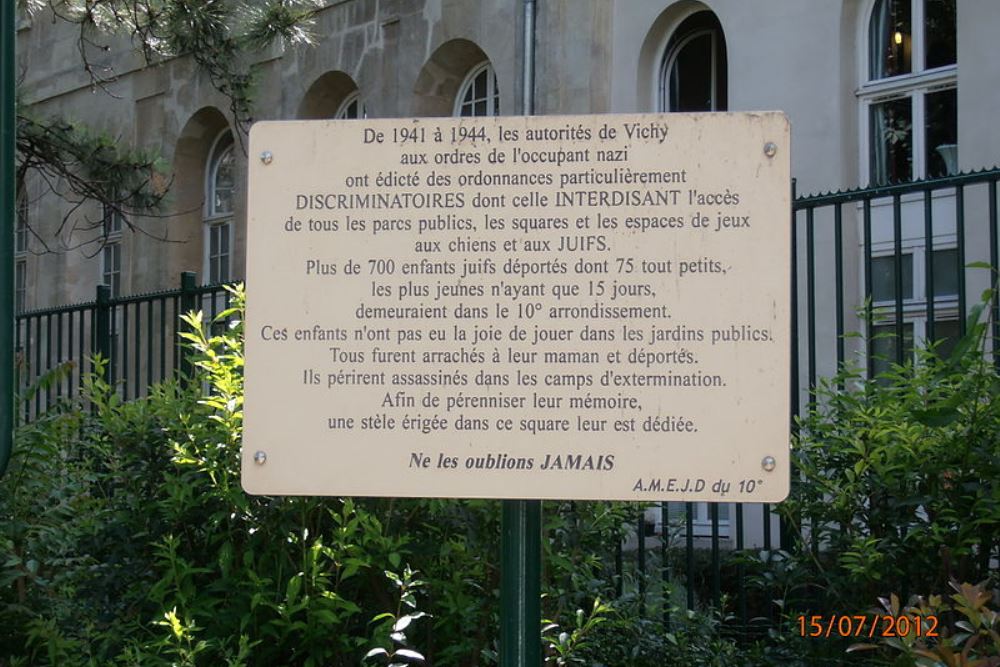 De 1941 à 1944, les autorités de Vichy
aux ordres de l'occupant nazi
ont édicté des ordonnances particulièrement
DISCRIMINATOIRES dont celle INTERDISANT l'accès
de tous les parcs publics, les squares et les espaces de jeux
aux chiens et aux JUIFS.
Plus de 700 enfants juifs déportés dont 75 tout petits,
les plus jeunes n'ayant que 15 jours,
demeuraient dans le 10° arrondissement.
Ces enfants n'ont pas eu la joie de jouer dans les jardins publics.
Tous furent arrachés à leur maman et déportés.
Ils périrent assassinés dans les camps d'extermination.
Afin de pérenniser leur mémoire,
une stèle érigée dans ce square leur est dédiée.
Ne les oublions JAMAIS
A.M.E.J.D du 10°
15/07/2012